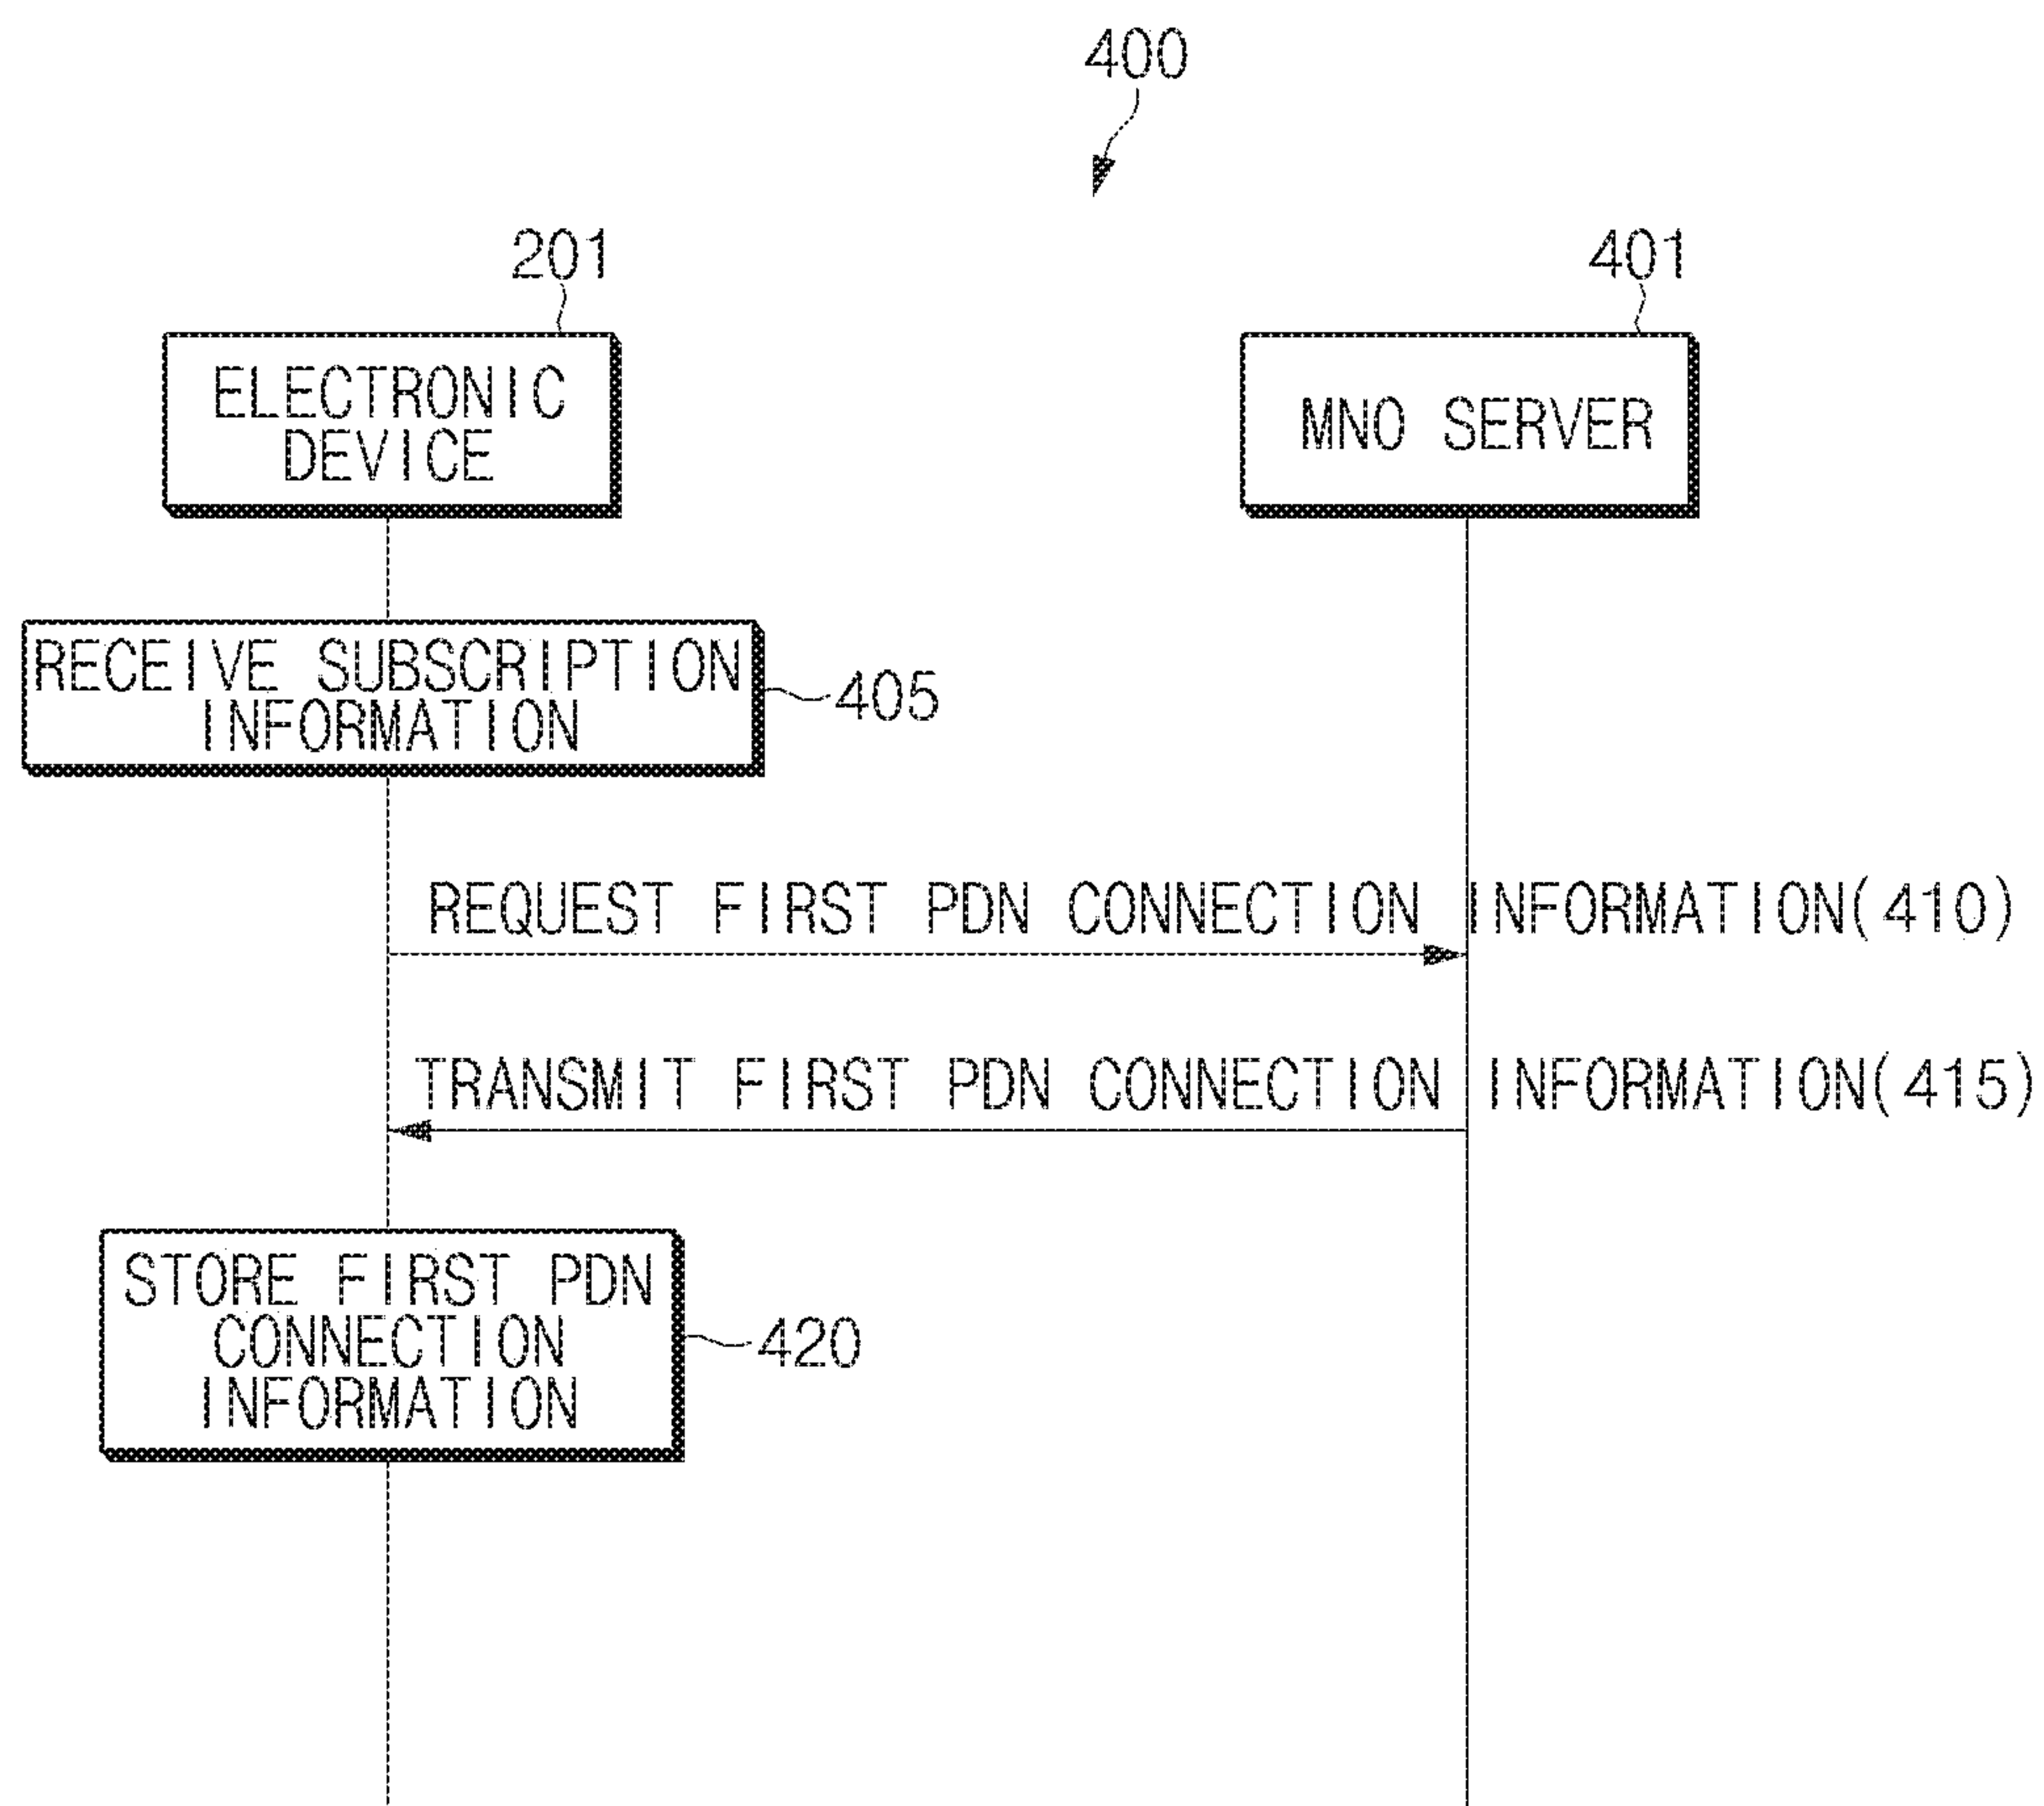 400
201
401
ELECTRONIC
DEVICE
MNO SERVER
RECEIVE SUBSCRIPTION
INFORMATION
405
REQUEST FIRST PDN CONNECTION INFORMATION(410)
TRANSMIT FIRST PDN CONNECTION INFORMATION(415)
STORE FIRST PDN
CONNECTION
INFORMATION
420